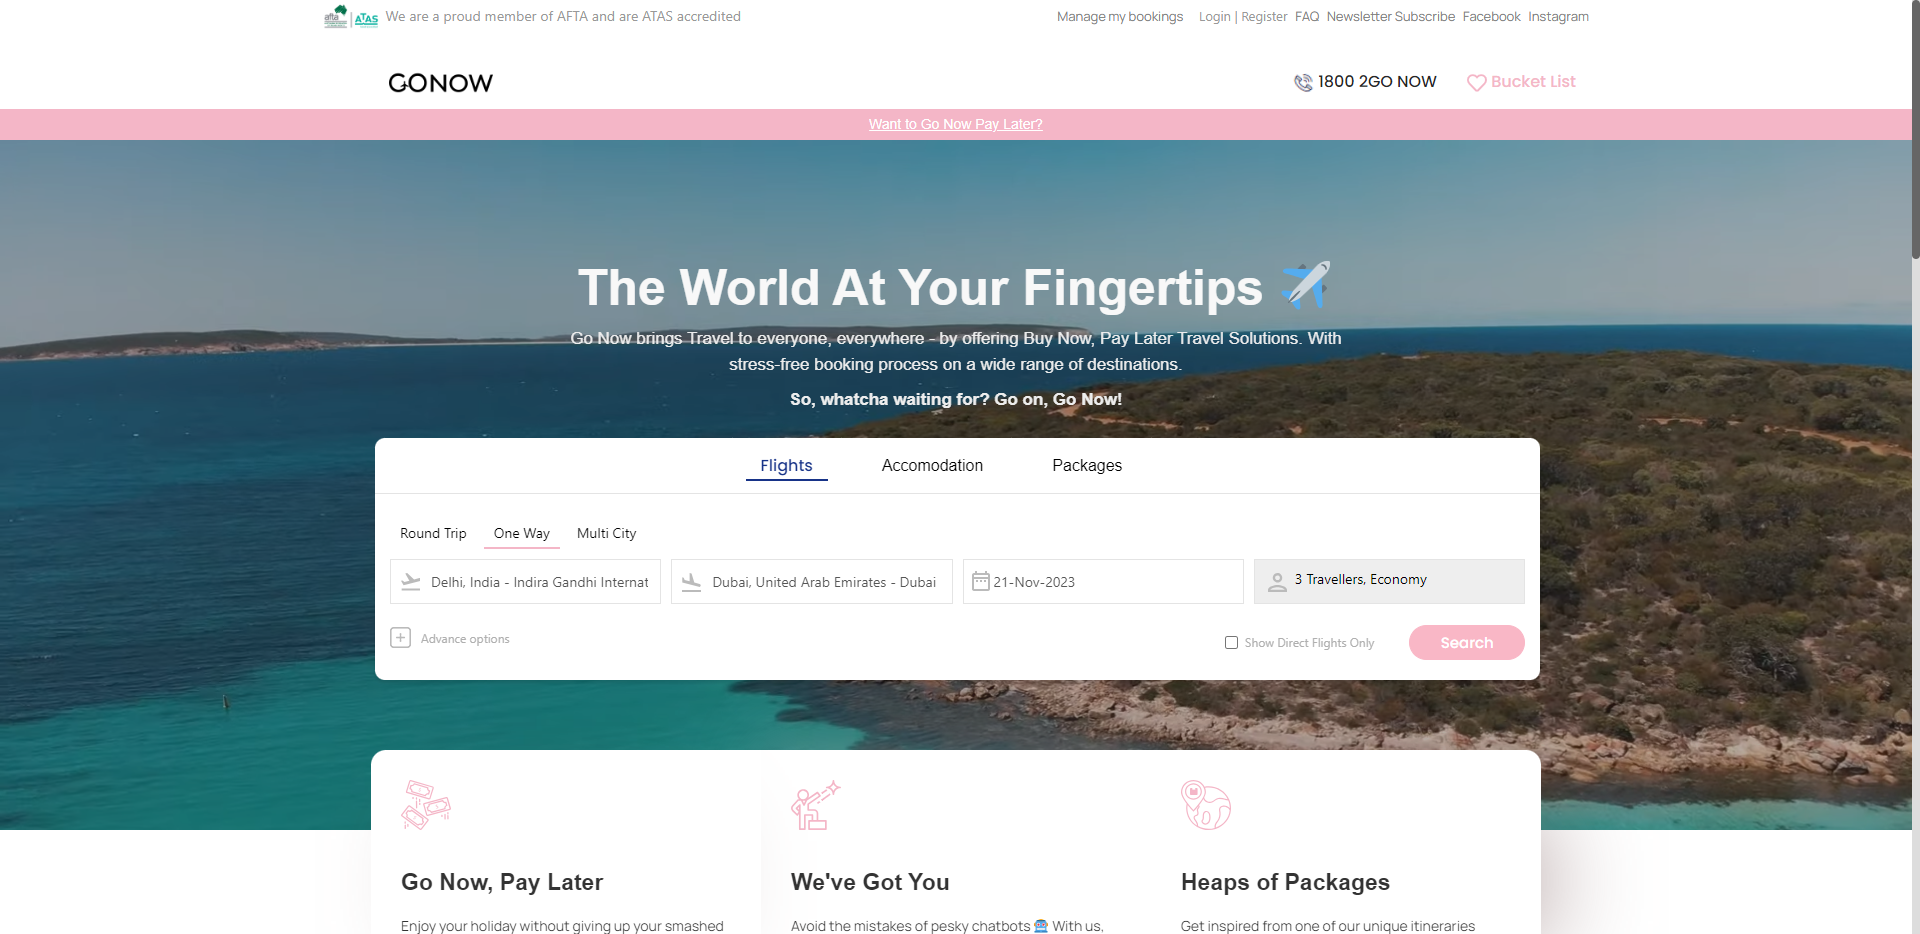 afta
ATAS
We are a proud member of AFTA and are ATAS accredited
Manage my bookings Login | Register FAQ Newsletter Subscribe Facebook Instagram
GONOW
1800 2GO NOW
Bucket List
Want to Go Now Pay Later?
The World At Your Fingertips
Go Now brings Travel to everyone, everywhere - by offering Buy Now, Pay Later Travel Solutions. With
stress-free booking process on a wide range of destinations.
So, whatcha waiting for? Go on, Go Now!
Flights Accomodation Packages
Round Trip One Way Multi City
Delhi, India - Indira Gandhi Internat
Dubai, United Arab Emirates - Dubai
21-Nov-2023
3 Travellers, Economy
Advance options
Show Direct Flights Only
Search
Go Now, Pay Later
Enjoy your holiday without giving up your smashed
We've Got You
Avoid the mistakes of pesky chatbots With us,
Heaps of Packages
Get inspired from one of our unique itineraries